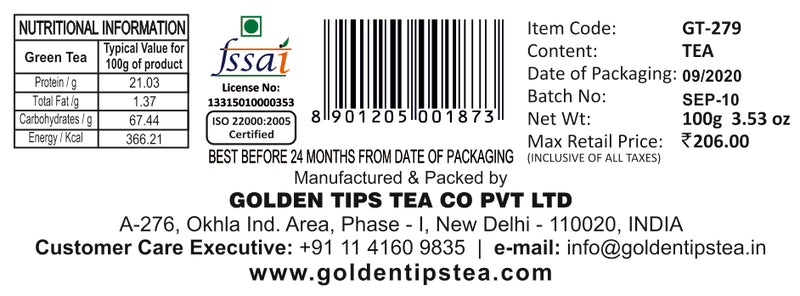 NUTRITIONAL INFORMATION
Green Tea Typical Value for 100g of product
Protein / g 21.03
Total Fat /g 1.37
Carbohydrates / g 67.44
Energy / Kcal 366.21
fssai
License No:
13315010000353
ISO 22000:2005
Certified
8 901205 001873
Item Code: GT-279
Content: TEA
Date of Packaging: 09/2020
Batch No: SEP-10
Net Wt: 100g 3.53 oz
Max Retail Price: ₹206.00
(INCLUSIVE OF ALL TAXES)
BEST BEFORE 24 MONTHS FROM DATE OF PACKAGING
Manufactured & Packed by
GOLDEN TIPS TEA CO PVT LTD
A-276, Okhla Ind. Area, Phase - I, New Delhi - 110020, INDIA
Customer Care Executive: +91 11 4160 9835 | e-mail: info@goldentipstea.in
www.goldentipstea.com